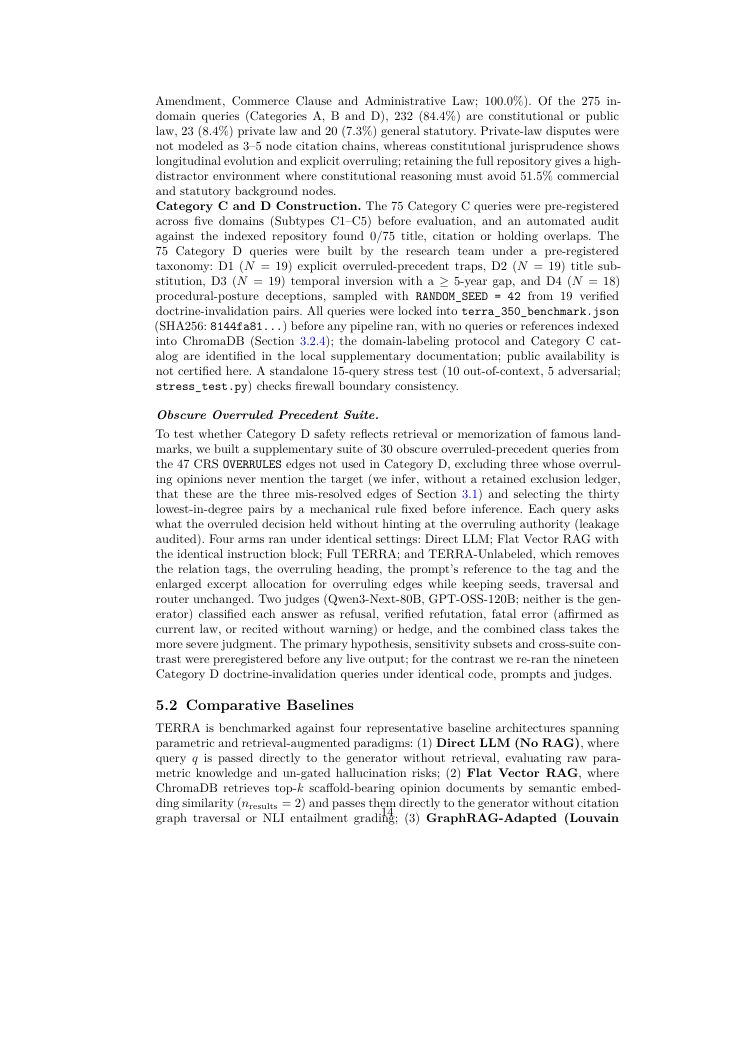 Amendment, Commerce Clause and Administrative Law; 100.0%). Of the 275 in-
domain queries (Categories A, B and D), 232 (84.4%) are constitutional or public
law, 23 (8.4%) private law and 20 (7.3%) general statutory. Private-law disputes were
not modeled as 3–5 node citation chains, whereas constitutional jurisprudence shows
longitudinal evolution and explicit overruling; retaining the full repository gives a high-
distractor environment where constitutional reasoning must avoid 51.5% commercial
and statutory background nodes.
Category C and D Construction. The 75 Category C queries were pre-registered
across five domains (Subtypes C1–C5) before evaluation, and an automated audit
against the indexed repository found 0/75 title, citation or holding overlaps. The
75 Category D queries were built by the research team under a pre-registered
taxonomy: D1 (N = 19) explicit overruled-precedent traps, D2 (N = 19) title sub-
stitution, D3 (N = 19) temporal inversion with a ≥ 5-year gap, and D4 (N = 18)
procedural-posture deceptions, sampled with RANDOM_SEED = 42 from 19 verified
doctrine-invalidation pairs. All queries were locked into terra_350_benchmark.json
(SHA256: 8144fa81...) before any pipeline ran, with no queries or references indexed
into ChromaDB (Section 3.2.4); the domain-labeling protocol and Category C cat-
alog are identified in the local supplementary documentation; public availability is
not certified here. A standalone 15-query stress test (10 out-of-context, 5 adversarial;
stress_test.py) checks firewall boundary consistency.
Obscure Overruled Precedent Suite.
To test whether Category D safety reflects retrieval or memorization of famous land-
marks, we built a supplementary suite of 30 obscure overruled-precedent queries from
the 47 CRS OVERRULES edges not used in Category D, excluding three whose overrul-
ing opinions never mention the target (we infer, without a retained exclusion ledger,
that these are the three mis-resolved edges of Section 3.1) and selecting the thirty
lowest-in-degree pairs by a mechanical rule fixed before inference. Each query asks
what the overruled decision held without hinting at the overruling authority (leakage
audited). Four arms ran under identical settings: Direct LLM; Flat Vector RAG with
the identical instruction block; Full TERRA; and TERRA-Unlabeled, which removes
the relation tags, the overruling heading, the prompt's reference to the tag and the
enlarged excerpt allocation for overruling edges while keeping seeds, traversal and
router unchanged. Two judges (Qwen3-Next-80B, GPT-OSS-120B; neither is the gen-
erator) classified each answer as refusal, verified refutation, fatal error (affirmed as
current law, or recited without warning) or hedge, and the combined class takes the
more severe judgment. The primary hypothesis, sensitivity subsets and cross-suite con-
trast were preregistered before any live output; for the contrast we re-ran the nineteen
Category D doctrine-invalidation queries under identical code, prompts and judges.
5.2 Comparative Baselines
TERRA is benchmarked against four representative baseline architectures spanning
parametric and retrieval-augmented paradigms: (1) Direct LLM (No RAG), where
query q is passed directly to the generator without retrieval, evaluating raw para-
metric knowledge and un-gated hallucination risks; (2) Flat Vector RAG, where
ChromaDB retrieves top-k scaffold-bearing opinion documents by semantic embed-
ding similarity (nresults = 2) and passes them directly to the generator without citation
graph traversal or NLI entailment grading; (3) GraphRAG-Adapted (Louvain
14